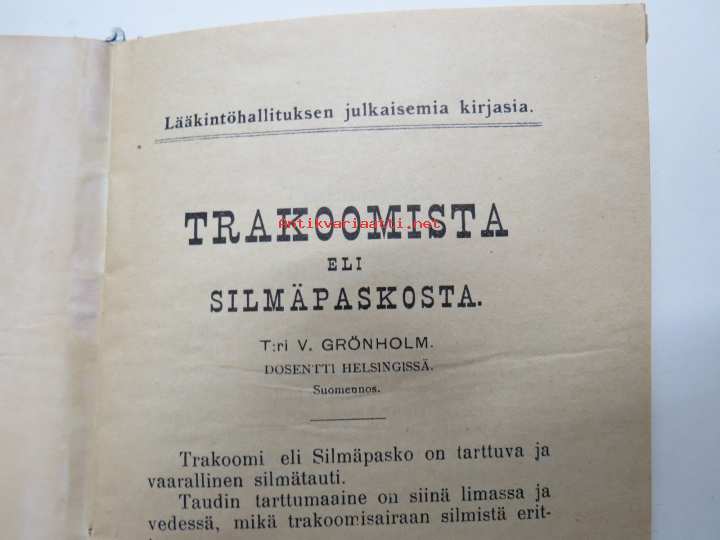 Lääkintöhallituksen julkaisemia kirjasia.
TRAKOOMISTA
Antikvariaatti.net
ELI
SILMÄPASKOSTA.
T:ri V. GRÖNHOLM.
DOSENTTI HELSINGISSÄ.
Suomennos.
Trakoomi eli Silmäpasko on tarttuva ja
vaarallinen silmätauti.
Taudin tarttumaaine on siinä limassa ja
vedessä, mikä trakoomisairaan silmistä erit-